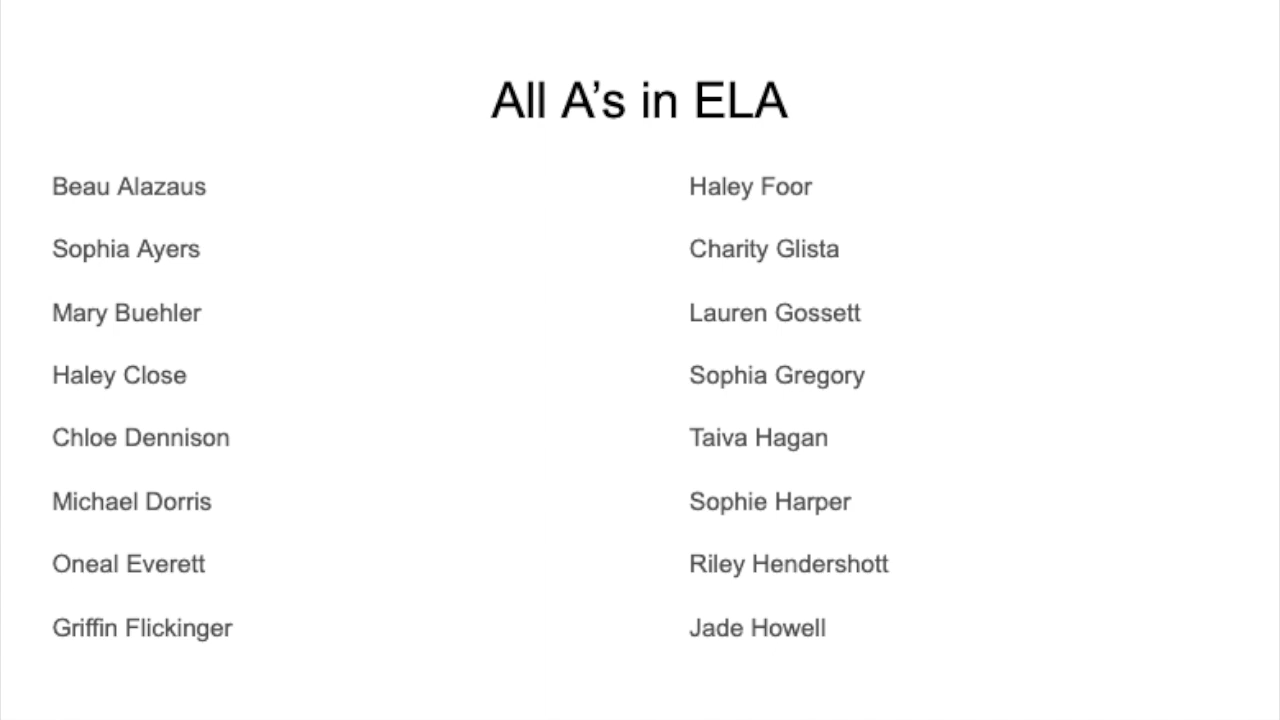 All A’s in ELA
Beau Alazaus
Sophia Ayers
Mary Buehler
Haley Close
Chloe Dennison
Michael Dorris
Oneal Everett
Griffin Flickinger
Haley Foor
Charity Glista
Lauren Gossett
Sophia Gregory
Taiva Hagan
Sophie Harper
Riley Hendershott
Jade Howell